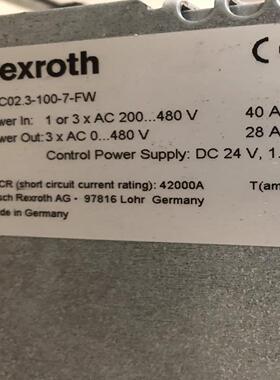 exroth
C02.3-100-7-FW
wer In: 1 or 3 x AC 200...480 V 40 A
wer Out: 3 x AC 0...480 V 28 A
Control Power Supply: DC 24 V, 1.
CR (short circuit current rating): 42000A T(am
sch Rexroth AG - 97816 Lohr Germany
de in Germany